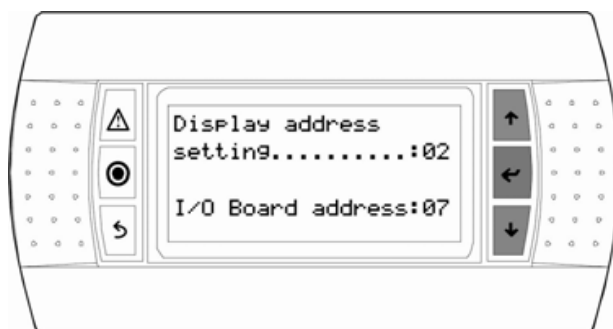 Display address
setting..........:02
I/O Board address:07